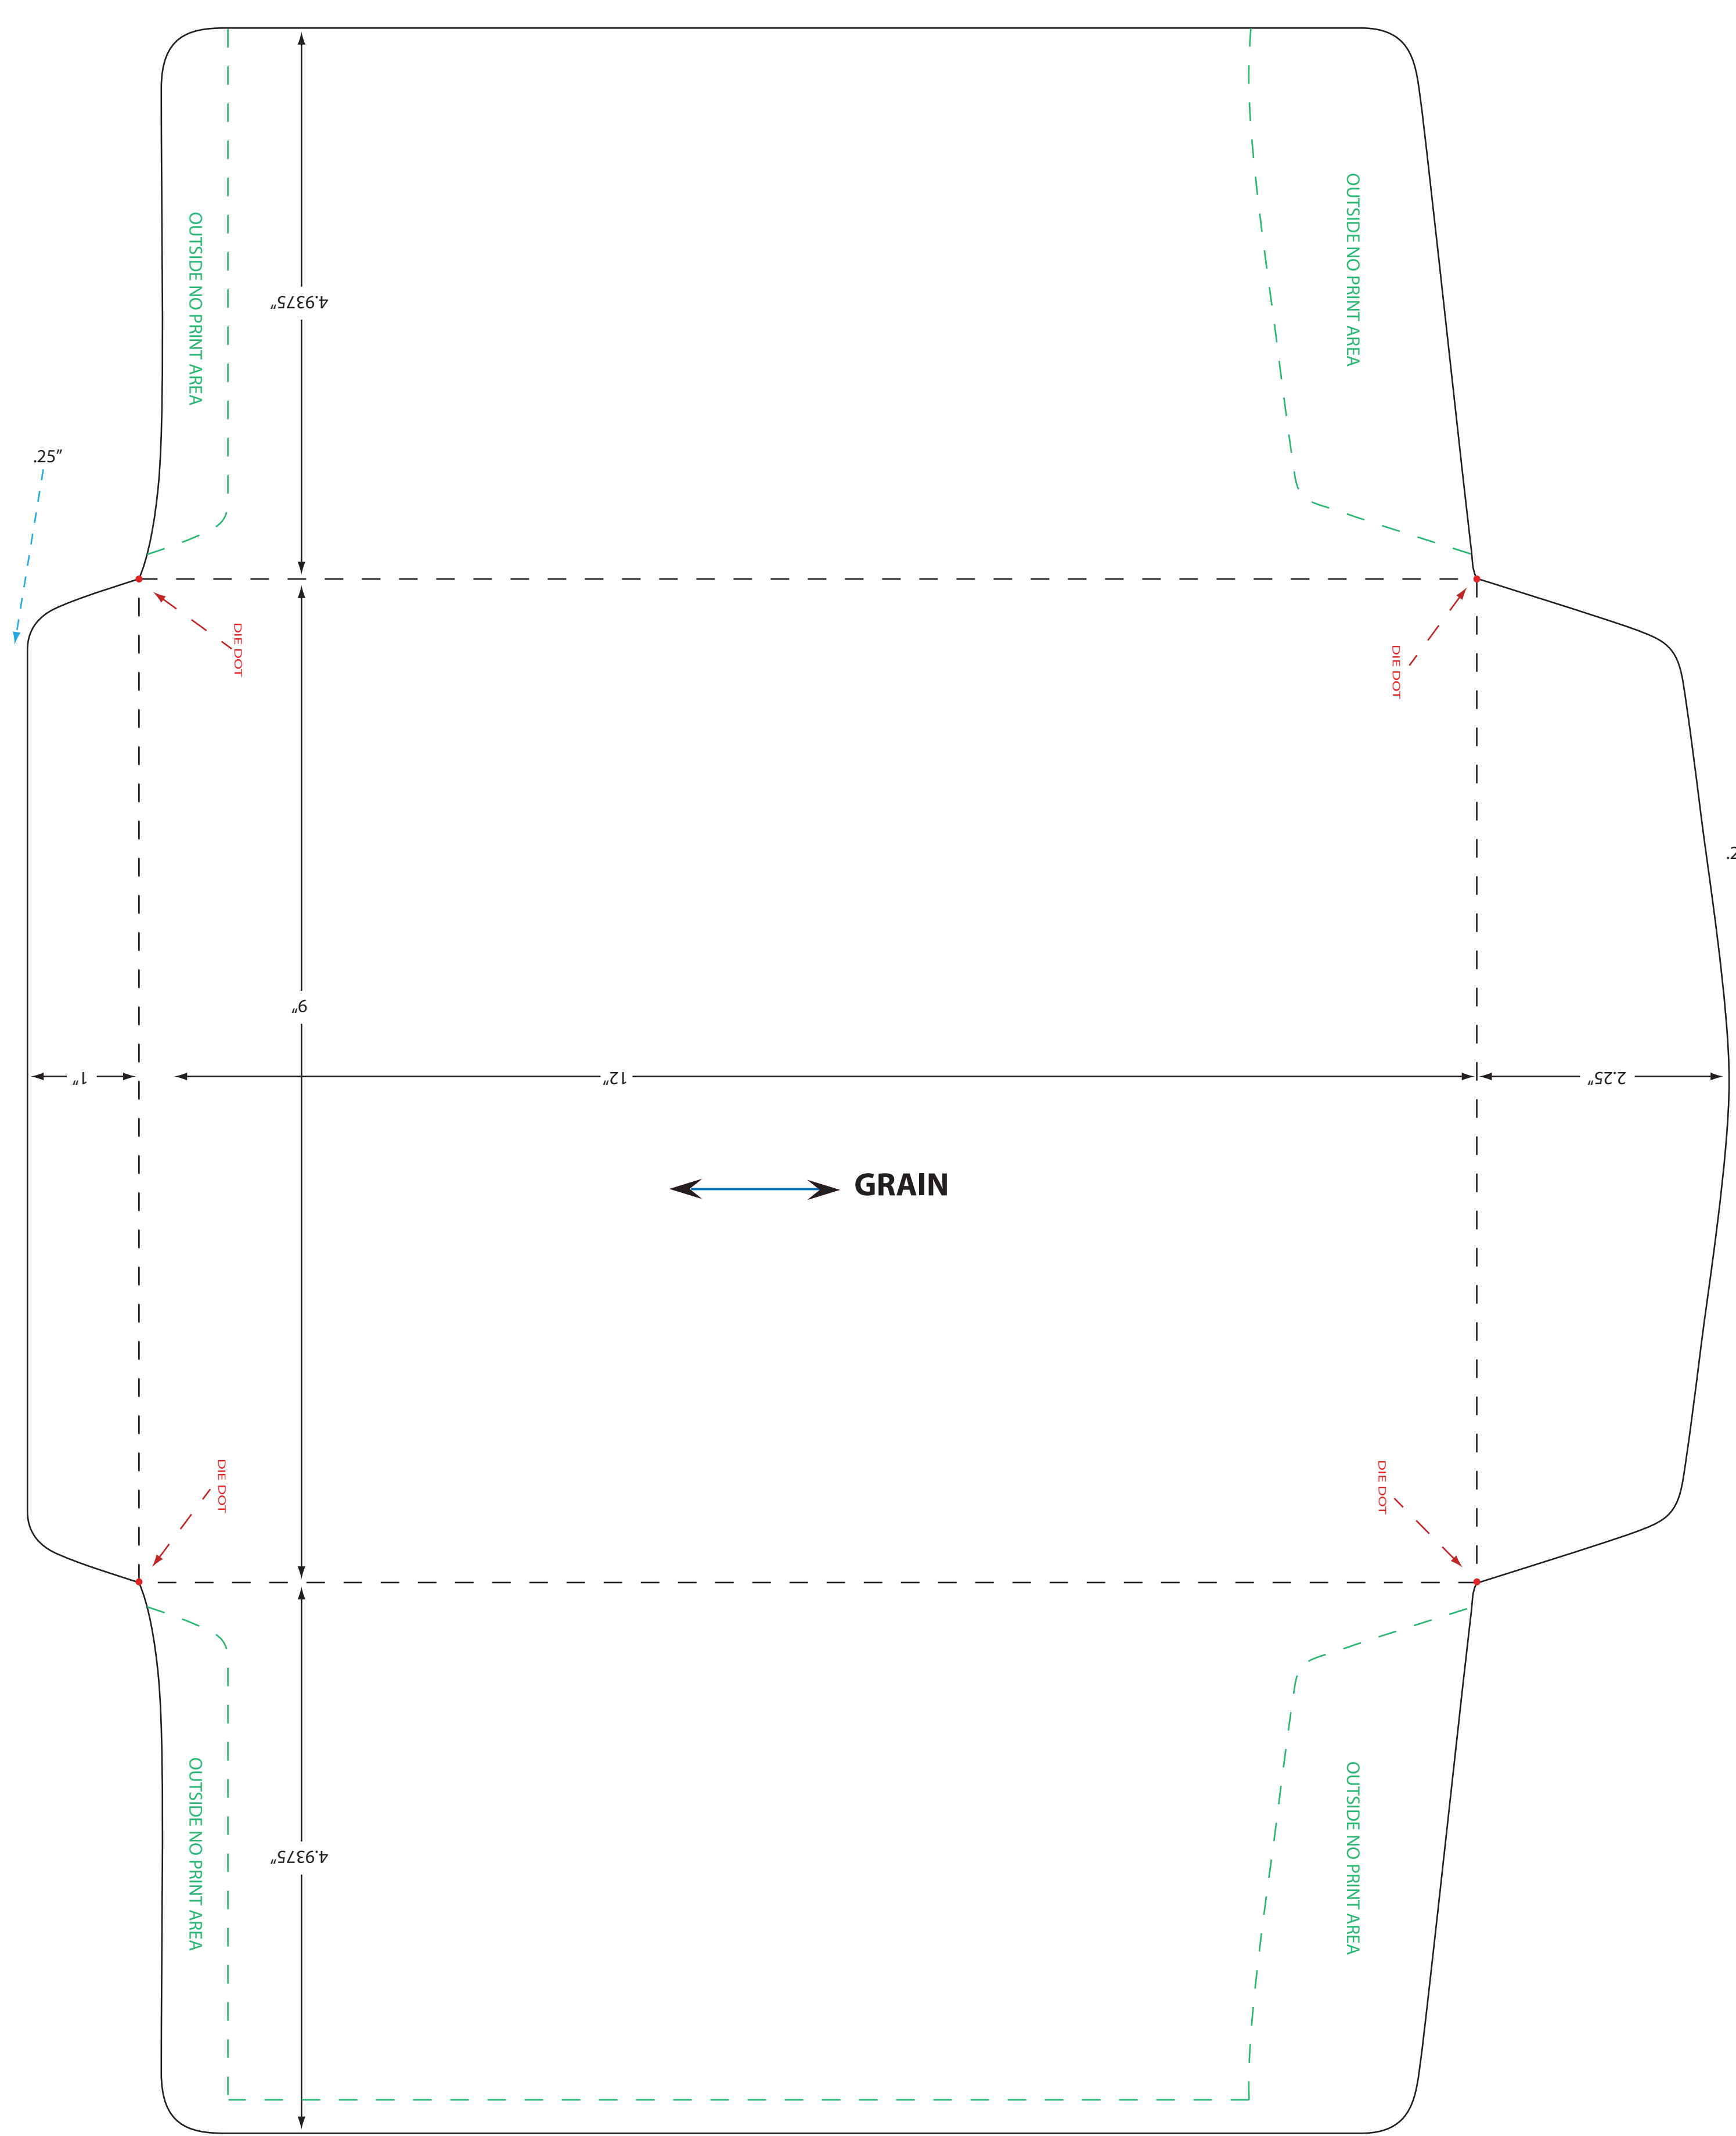 OUTSIDE NO PRINT AREA
OUTSIDE NO PRINT AREA
4.9375"
.25"
DIE DOT
DIE DOT
.2
9"
1"
12"
2.25"
GRAIN
DIE DOT
DIE DOT
OUTSIDE NO PRINT AREA
OUTSIDE NO PRINT AREA
4.9375"